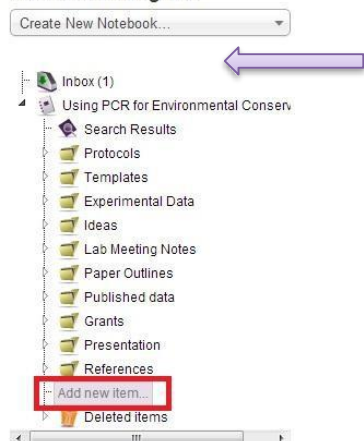 Create New Notebook...
Inbox (1)
Using PCR for Environmental Conserv
Search Results
Protocols
Templates
Experimental Data
Ideas
Lab Meeting Notes
Paper Outlines
Published data
Grants
Presentation
References
Add new item...
Deleted items